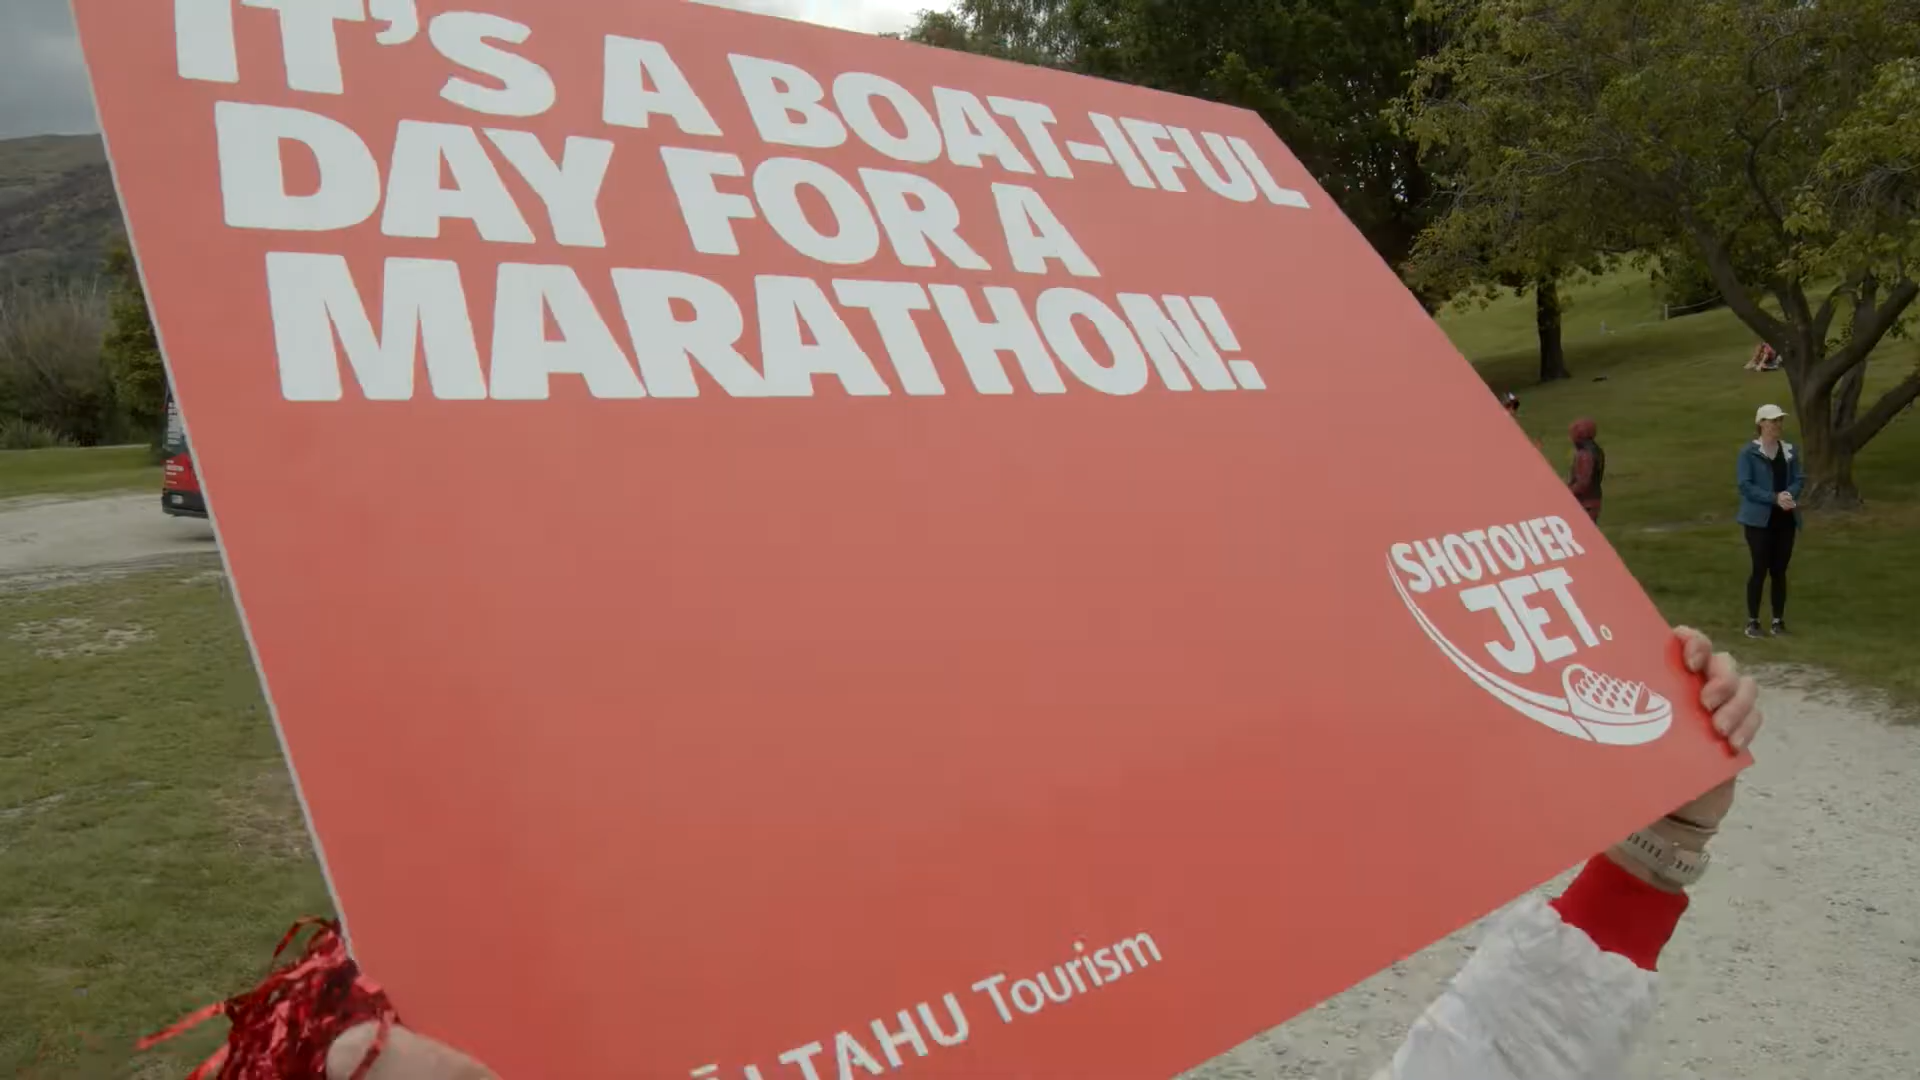 IT'S A BOAT-IFUL
DAY FOR A
MARATHON!
SHOTOVER
JET
TAHU Tourism